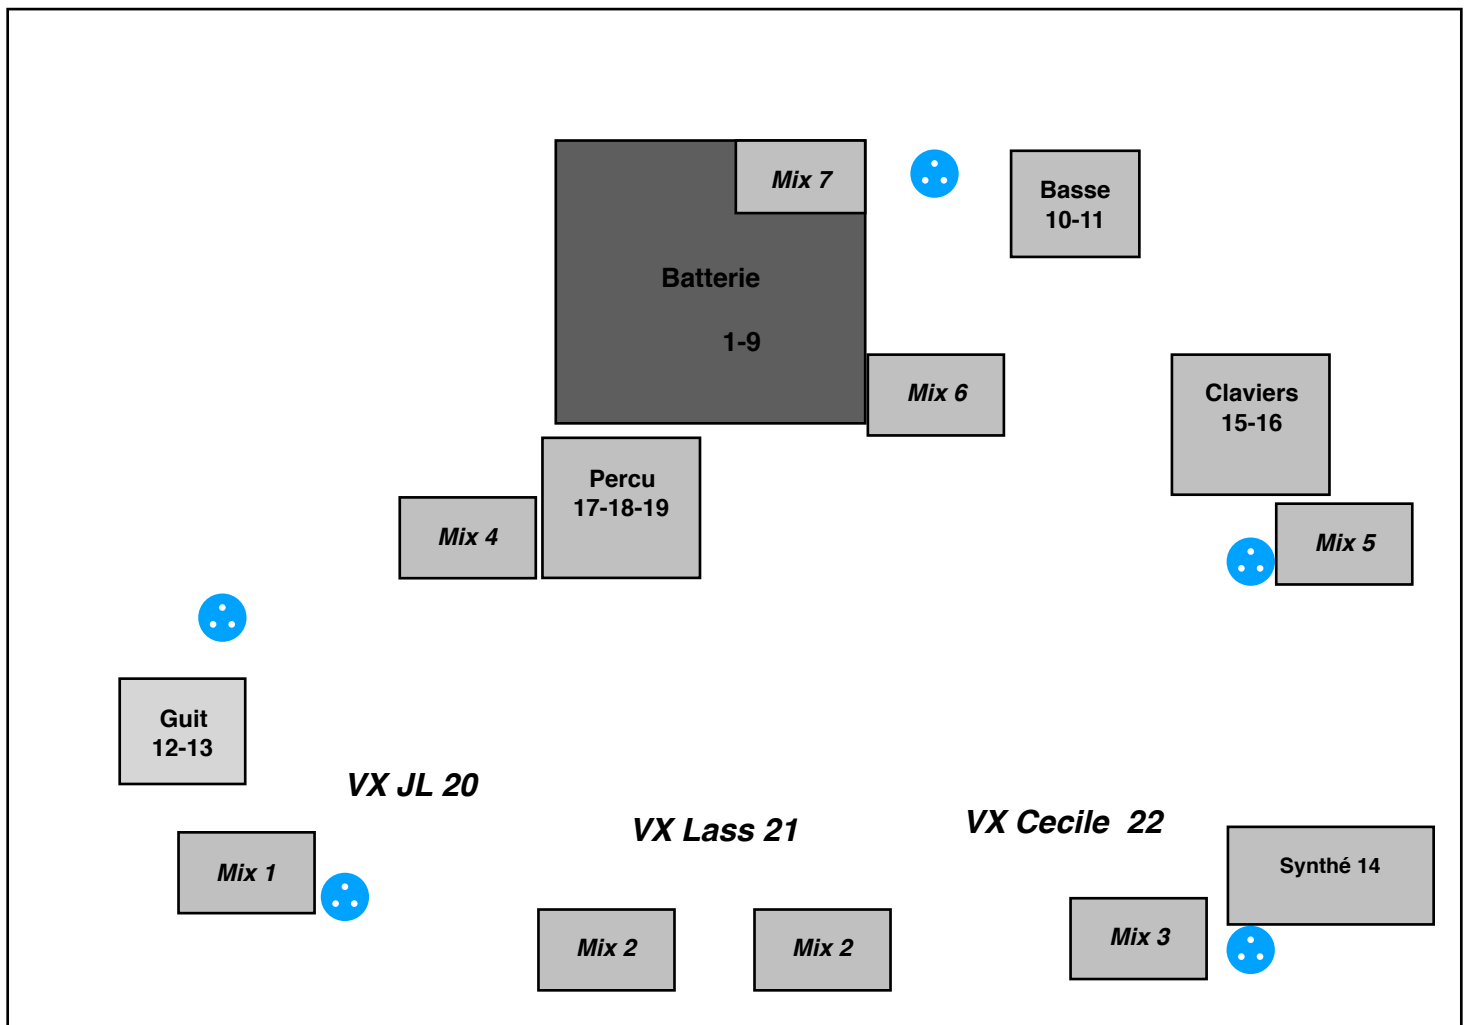 Mix 7
Basse
10-11
Batterie
1-9
Mix 6
Claviers
15-16
Percu
17-18-19
Mix 4
Mix 5
Guit
12-13
VX JL 20
VX Lass 21
VX Cecile  22
Mix 1
Synthé 14
Mix 2
Mix 2
Mix 3